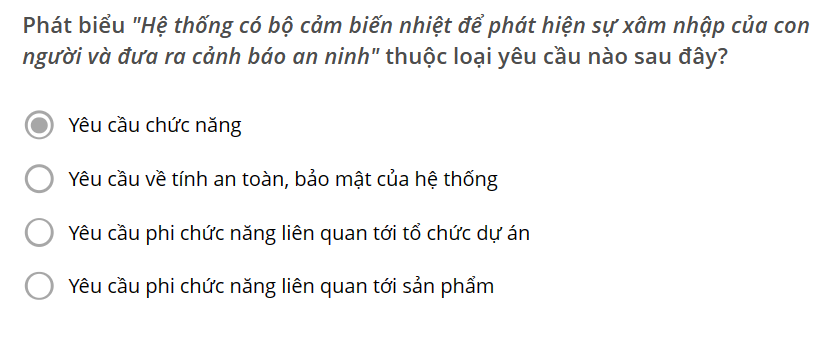 Phát biểu "Hệ thống có bộ cảm biến nhiệt để phát hiện sự xâm nhập của con
người và đưa ra cảnh báo an ninh" thuộc loại yêu cầu nào sau đây?
Yêu cầu chức năng
Yêu cầu về tính an toàn, bảo mật của hệ thống
Yêu cầu phi chức năng liên quan tới tổ chức dự án
Yêu cầu phi chức năng liên quan tới sản phẩm